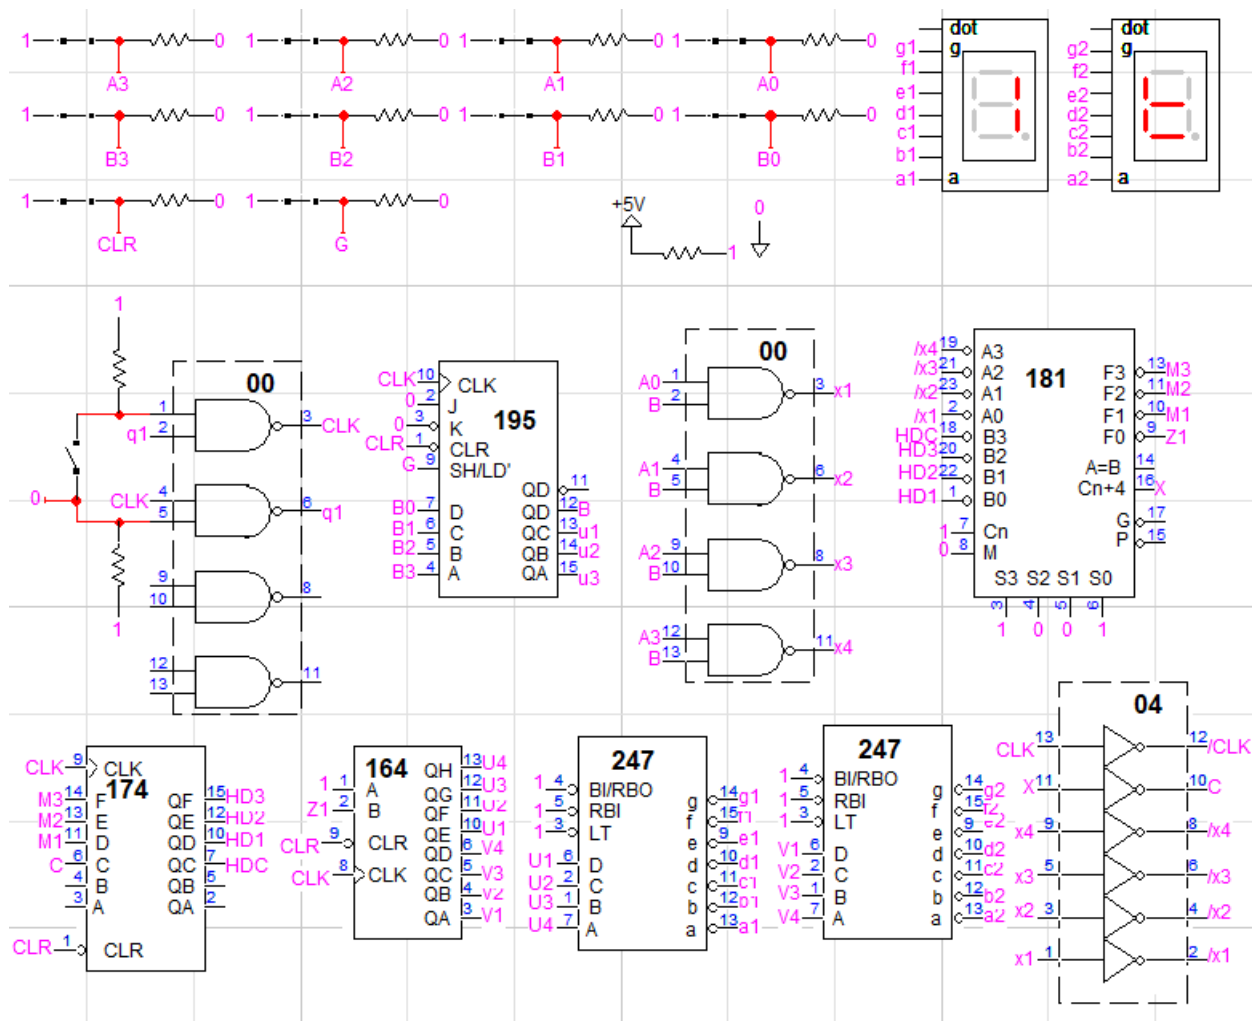 1 0 1 0 1 0 1 0
A3 A2 A1 A0
1 0 1 0 1 0 1 0
B3 B2 B1 B0
1 0 1 0
CLR G
+5V 0
1
dot
g1 g
f1
e1
d1
c1
b1
a1 a
dot
g2 g
f2
e2
d2
c2
b2
a2 a
1
00
1
q1 2
3 CLK
CLK 4
0 5
6 q1
9
10
8
12
13
11
1
195
CLK 10 CLK
0 2 J
0 3 K
CLR 1 CLR
G 9 SH/LD'
QD 11
B0 7 D QD 12 B
B1 6 C QC 13 u1
B2 5 B QB 14 u2
B3 4 A QA 15 u3
00
A0 1
B 2
3 x1
A1 4
B 5
6 x2
A2 9
B 10
8 x3
A3 12
B 13
11 x4
181
/x4 19 A3
/x3 21 A2 F3 13 M3
/x2 23 A1 F2 11 M2
/x1 2 A0 F1 10 M1
HDC 18 B3 F0 9 Z1
HD3 20 B2
HD2 22 B1 A=B 14
HD1 1 B0 Cn+4 16 X
1 7 Cn G 17
0 8 M P 15
S3 S2 S1 S0
3 4 5 6
1 0 0 1
174
CLK 9 CLK
M3 14 F QF 15 HD3
M2 13 E QE 12 HD2
M1 11 D QD 10 HD1
C 6 C QC 7 HDC
4 B QB 5
3 A QA 2
CLR 1 CLR
164
1 1 A QH 13 U4
Z1 2 B QG 12 U3
QF 11 U2
CLR 9 CLR QE 10 U1
QD 6 V4
CLK 8 CLK QC 5 V3
QB 4 V2
QA 3 V1
247
1 4 BI/RBO g 14 g1
1 5 RBI f 15 f1
1 3 LT e 9 e1
U1 6 D d 10 d1
U2 2 C c 11 c1
U3 1 B b 12 b1
U4 7 A a 13 a1
247
1 4 BI/RBO g 14 g2
1 5 RBI f 15 f2
1 3 LT e 9 e2
V1 6 D d 10 d2
V2 2 C c 11 c2
V3 1 B b 12 b2
V4 7 A a 13 a2
04
CLK 13 12 /CLK
X 11 10 C
x4 9 8 /x4
x3 5 6 /x3
x2 3 4 /x2
x1 1 2 /x1